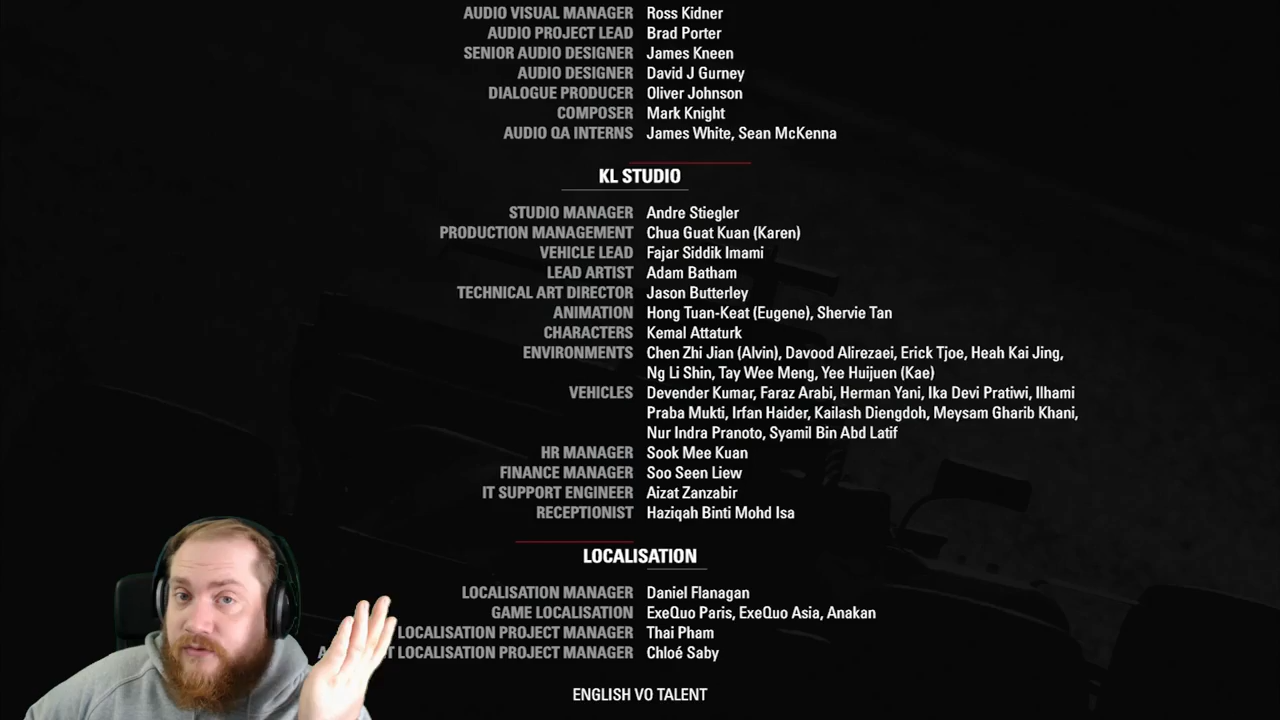 AUDIO VISUAL MANAGER Ross Kidner
AUDIO PROJECT LEAD Brad Porter
SENIOR AUDIO DESIGNER James Kneen
AUDIO DESIGNER David J Gurney
DIALOGUE PRODUCER Oliver Johnson
COMPOSER Mark Knight
AUDIO QA INTERNS James White, Sean McKenna
KL STUDIO
STUDIO MANAGER Andre Stiegler
PRODUCTION MANAGEMENT Chua Guat Kuan (Karen)
VEHICLE LEAD Fajar Siddik Imami
LEAD ARTIST Adam Batham
TECHNICAL ART DIRECTOR Jason Butterley
ANIMATION Hong Tuan-Keat (Eugene), Shervie Tan
CHARACTERS Kemal Attaturk
ENVIRONMENTS Chen Zhi Jian (Alvin), Davood Alirezaei, Erick Tjoe, Heah Kai Jing,
Ng Li Shin, Tay Wee Meng, Yee Huijuen (Kae)
VEHICLES Devender Kumar, Faraz Arabi, Herman Yani, Ika Devi Pratiwi, Ilhami
Praba Mukti, Irfan Haider, Kailash Diengdoh, Meysam Gharib Khani,
Nur Indra Pranoto, Syamil Bin Abd Latif
HR MANAGER Sook Mee Kuan
FINANCE MANAGER Soo Seen Liew
IT SUPPORT ENGINEER Aizat Zanzabir
RECEPTIONIST Haziqah Binti Mohd Isa
LOCALISATION
LOCALISATION MANAGER Daniel Flanagan
GAME LOCALISATION ExeQuo Paris, ExeQuo Asia, Anakan
LOCALISATION PROJECT MANAGER Thai Pham
LOCALISATION PROJECT MANAGER Chloé Saby
ENGLISH VO TALENT